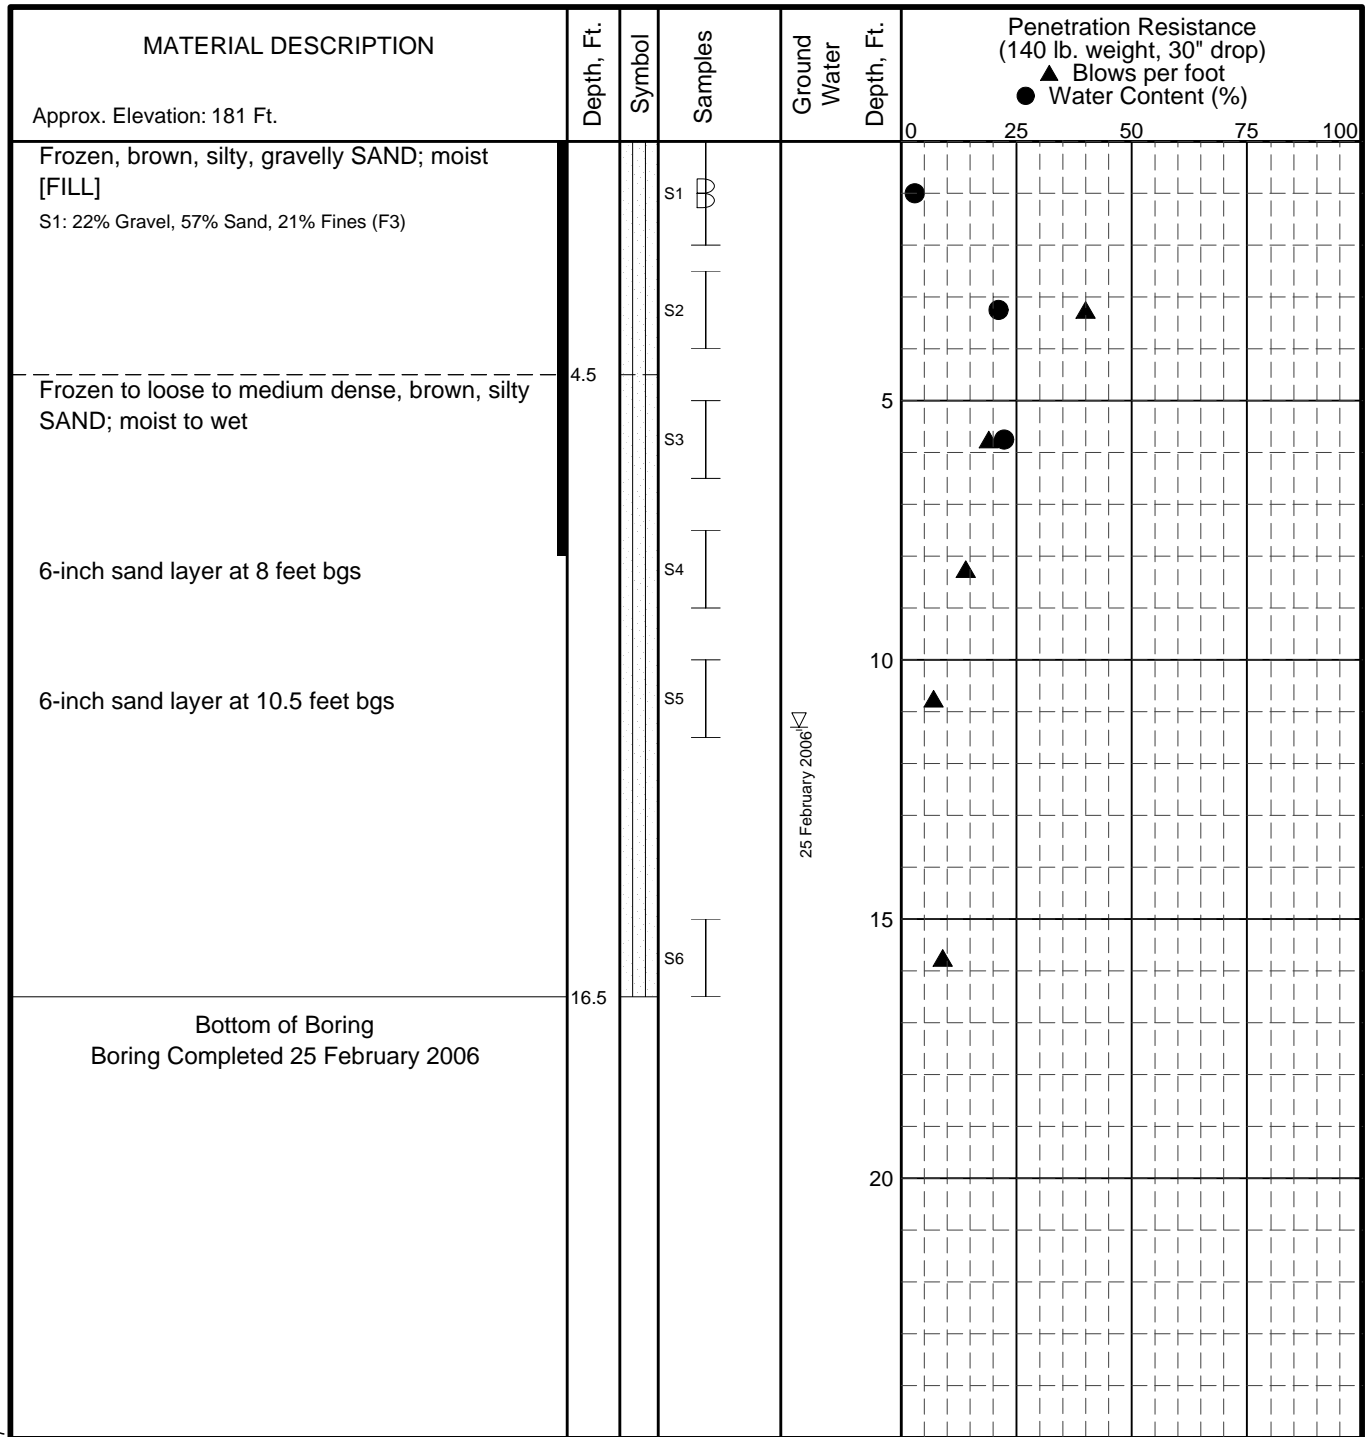 MATERIAL DESCRIPTION
Approx. Elevation: 181 Ft.
Depth, Ft.
Symbol
Samples
Ground
Water
Depth, Ft.
Penetration Resistance
(140 lb. weight, 30" drop)
▲ Blows per foot
● Water Content (%)
0 25 50 75 100
Frozen, brown, silty, gravelly SAND; moist
[FILL]
S1: 22% Gravel, 57% Sand, 21% Fines (F3)
S1
S2
4.5
Frozen to loose to medium dense, brown, silty
SAND; moist to wet
5
S3
6-inch sand layer at 8 feet bgs
S4
10
6-inch sand layer at 10.5 feet bgs
S5
25 February 2006
15
S6
16.5
Bottom of Boring
Boring Completed 25 February 2006
20